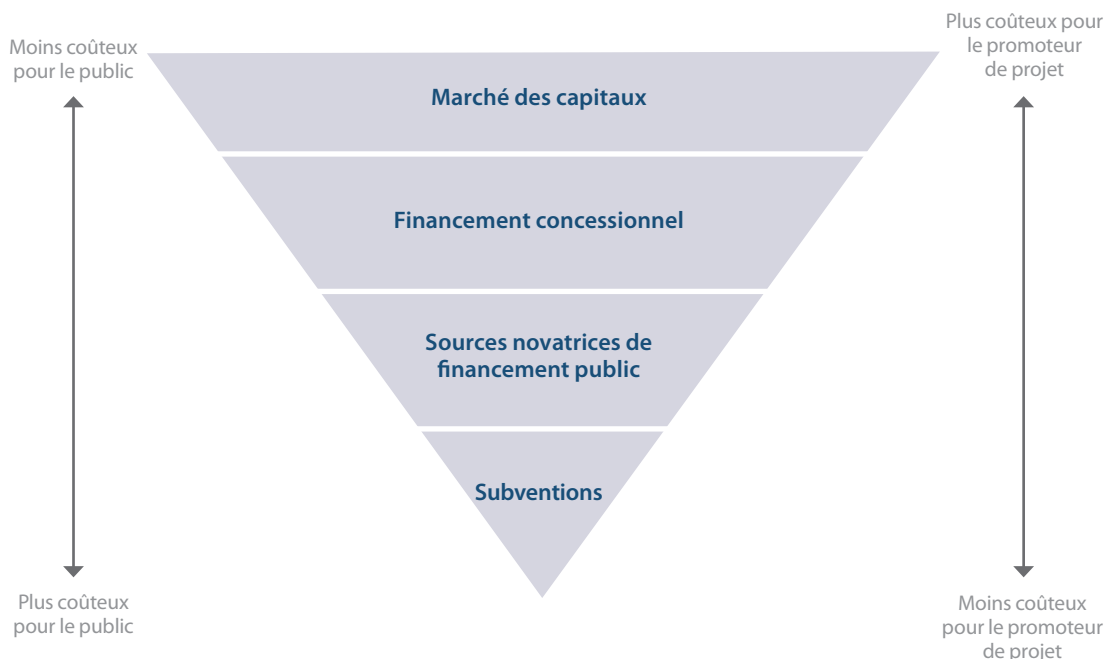 Moins coûteux
pour le public
Plus coûteux pour
le promoteur
de projet
Marché des capitaux
Financement concessionnel
Sources novatrices de
financement public
Subventions
Plus coûteux
pour le public
Moins coûteux
pour le promoteur
de projet